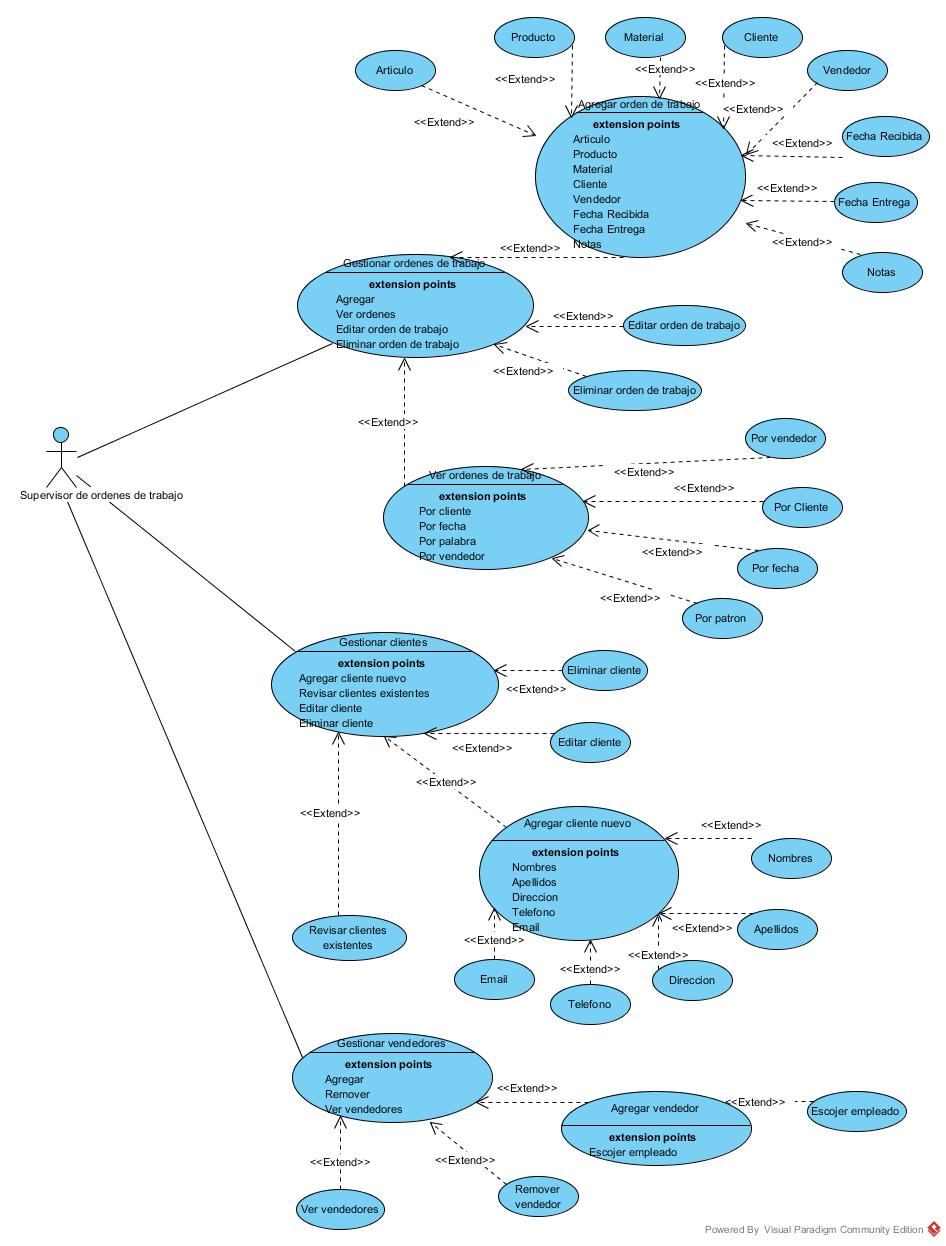 Producto
Material
Cliente
Articulo
Vendedor
<<Extend>>
<<Extend>>
<<Extend>>
<<Extend>>
<<Extend>>
Agregar orden de trabajo
extension points
Articulo
Producto
Material
Cliente
Vendedor
Fecha Recibida
Fecha Entrega
Notas
<<Extend>>
Fecha Recibida
<<Extend>>
Fecha Entrega
<<Extend>>
Notas
<<Extend>>
Gestionar ordenes de trabajo
extension points
Agregar
Ver ordenes
Editar orden de trabajo
Eliminar orden de trabajo
<<Extend>>
Editar orden de trabajo
<<Extend>>
Eliminar orden de trabajo
<<Extend>>
Supervisor de ordenes de trabajo
Ver ordenes de trabajo
extension points
Por cliente
Por fecha
Por palabra
Por vendedor
Por vendedor
<<Extend>>
<<Extend>>
Por Cliente
<<Extend>>
Por fecha
<<Extend>>
Por patron
Gestionar clientes
extension points
Agregar cliente nuevo
Revisar clientes existentes
Editar cliente
Eliminar cliente
Eliminar cliente
<<Extend>>
Editar cliente
<<Extend>>
<<Extend>>
<<Extend>>
Agregar cliente nuevo
extension points
Nombres
Apellidos
Direccion
Telefono
Email
<<Extend>>
Nombres
<<Extend>>
Apellidos
Revisar clientes
existentes
<<Extend>>
<<Extend>>
<<Extend>>
Email
Telefono
Direccion
Gestionar vendedores
extension points
Agregar
Remover
Ver vendedores
<<Extend>>
Agregar vendedor
extension points
Escojer empleado
<<Extend>>
Escojer empleado
<<Extend>>
<<Extend>>
Ver vendedores
Remover
vendedor
Powered By Visual Paradigm Community Edition